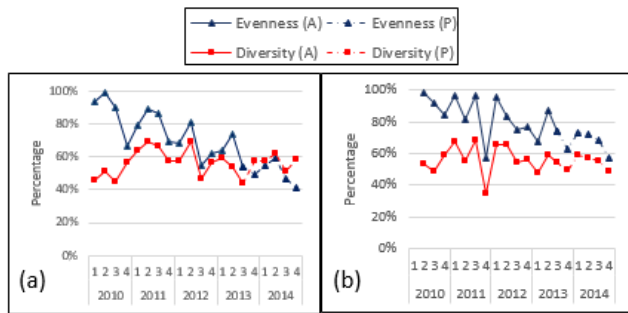 Evenness (A) Evenness (P)
Diversity (A) Diversity (P)
100%
80%
60%
40%
20%
0%
Percentage
1 2 3 4 1 2 3 4 1 2 3 4 1 2 3 4 1 2 3 4
2010 2011 2012 2013 2014
(a)
100%
80%
60%
40%
20%
0%
Percentage
1 2 3 4 1 2 3 4 1 2 3 4 1 2 3 4 1 2 3 4
2010 2011 2012 2013 2014
(b)